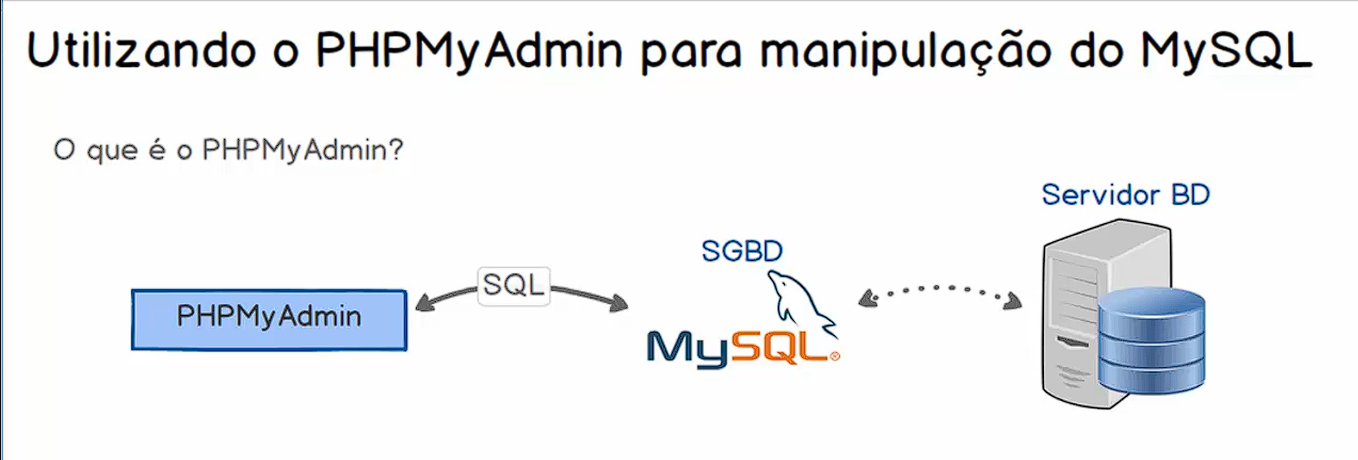 Utilizando o PHPMyAdmin para manipulação do MySQL
O que é o PHPMyAdmin?
Servidor BD
SGBD
SQL
PHPMyAdmin
MySQL®